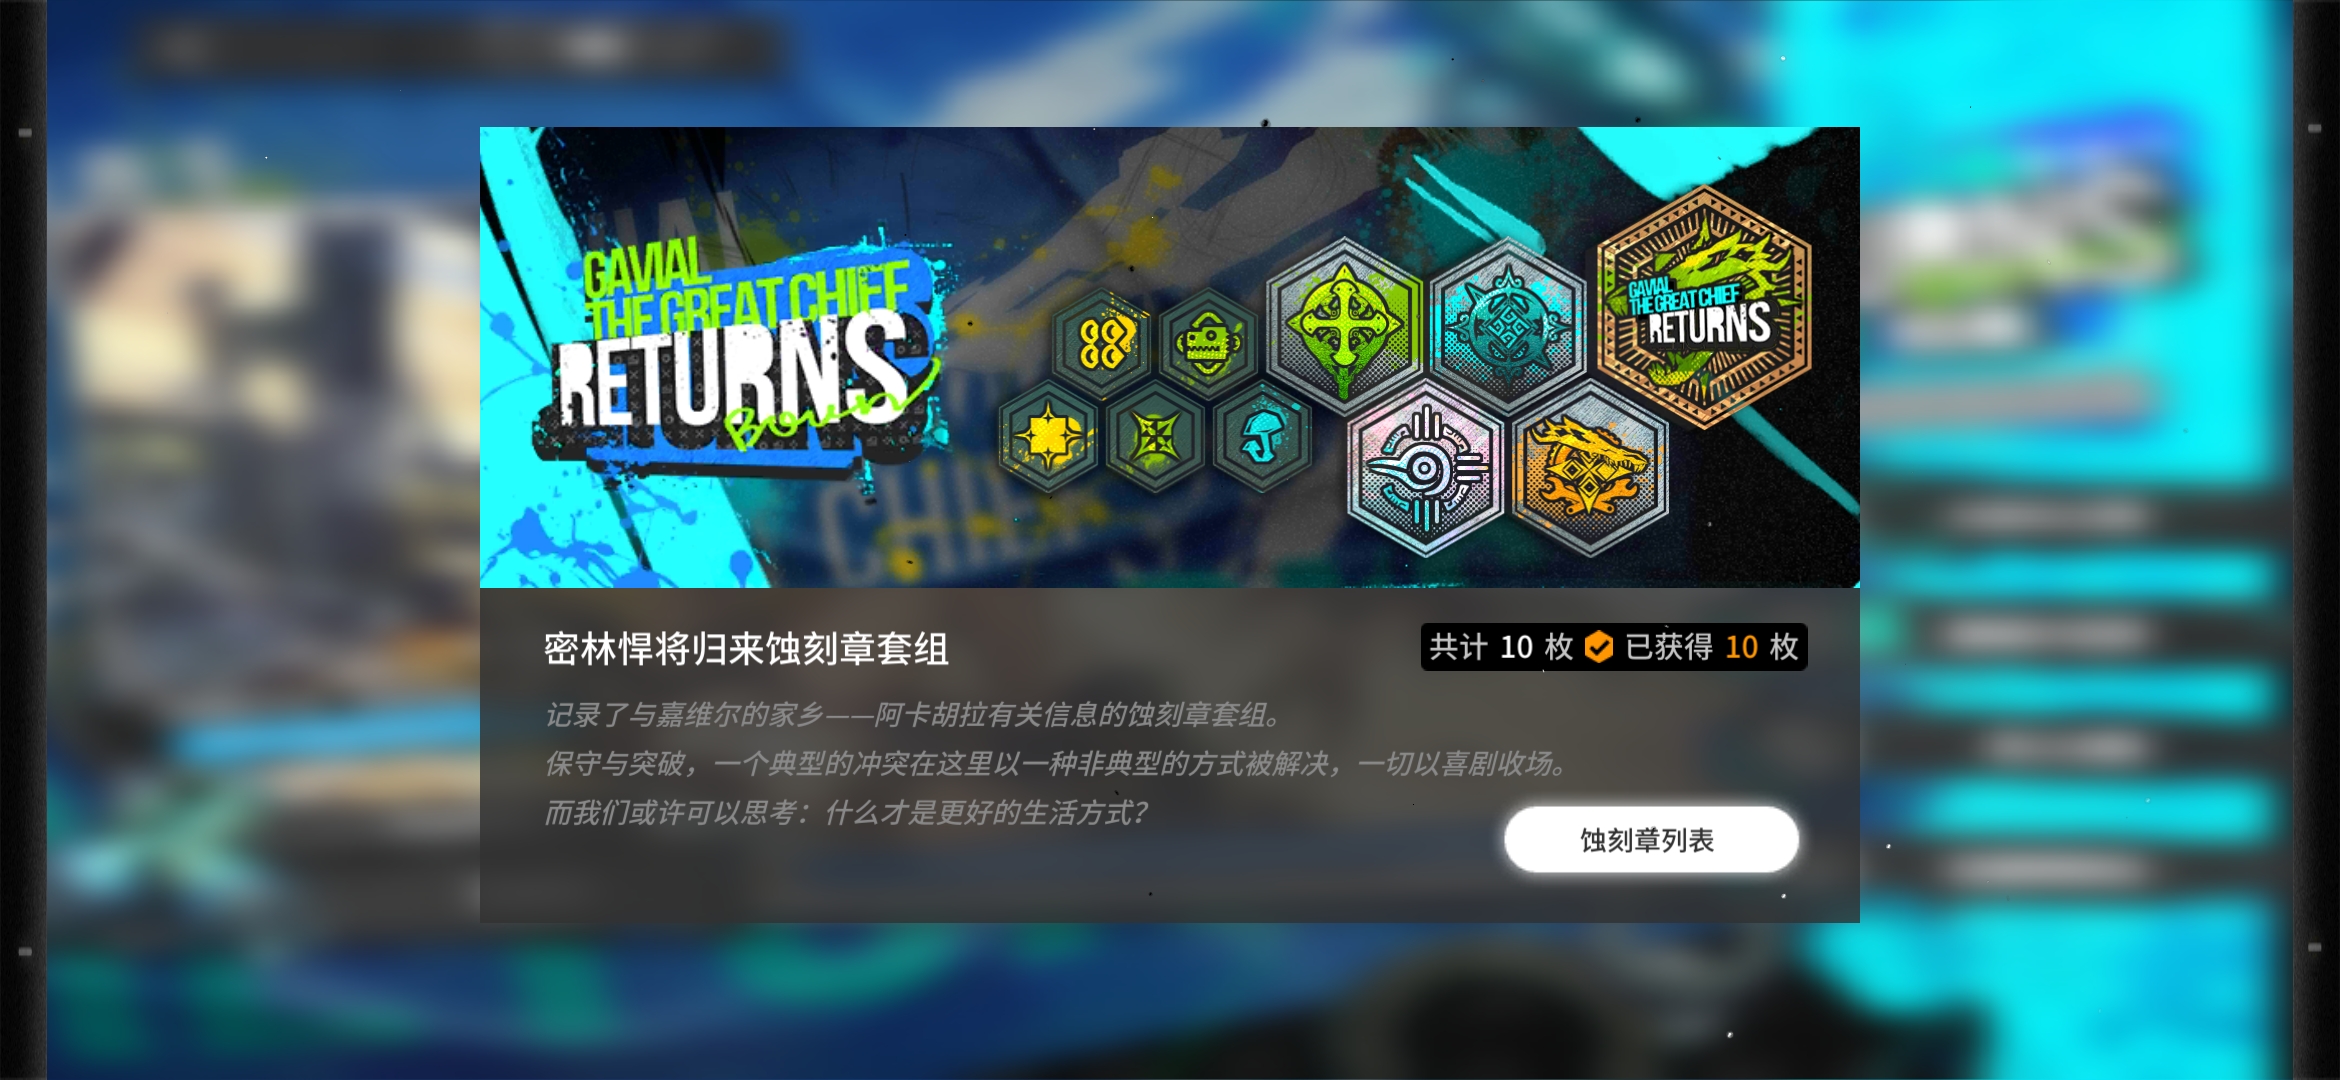 GAVIAL
THE GREAT CHIEF
RETURNS
GAVIAL
THE GREAT CHIEF
RETURNS
密林悍将归来蚀刻章套组
共计 10 枚 已获得 10 枚
记录了与嘉维尔的家乡——阿卡胡拉有关信息的蚀刻章套组。
保守与突破，一个典型的冲突在这里以一种非典型的方式被解决，一切以喜剧收场。
而我们或许可以思考：什么才是更好的生活方式？
蚀刻章列表